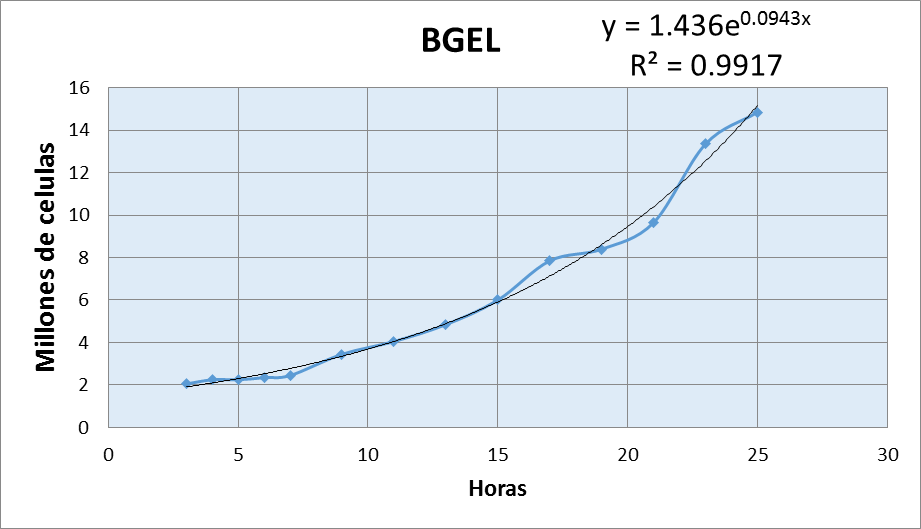 BGEL
y = 1.436e^0.0943x
R² = 0.9917
Millones de celulas
16
14
12
10
8
6
4
2
0
0 5 10 15 20 25 30
Horas